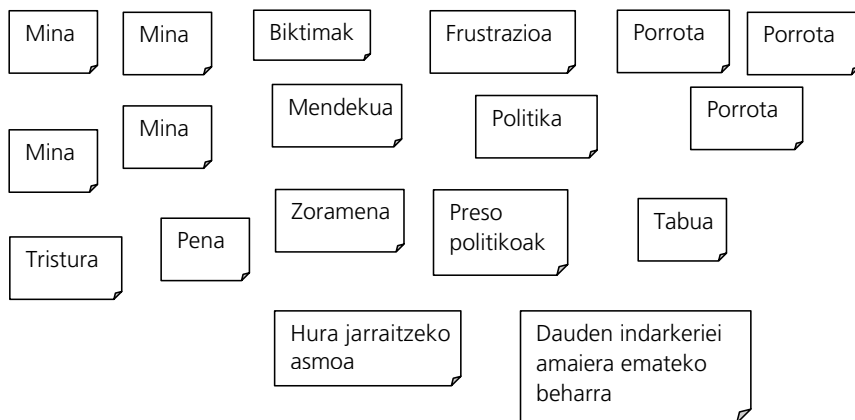 Mina
Mina
Biktimak
Frustrazioa
Porrota
Porrota
Mendekua
Politika
Porrota
Mina
Mina
Zoramena
Preso
politikoak
Tabua
Pena
Tristura
Hura jarraitzeko
asmoa
Dauden indarkeriei
amaiera emateko
beharra